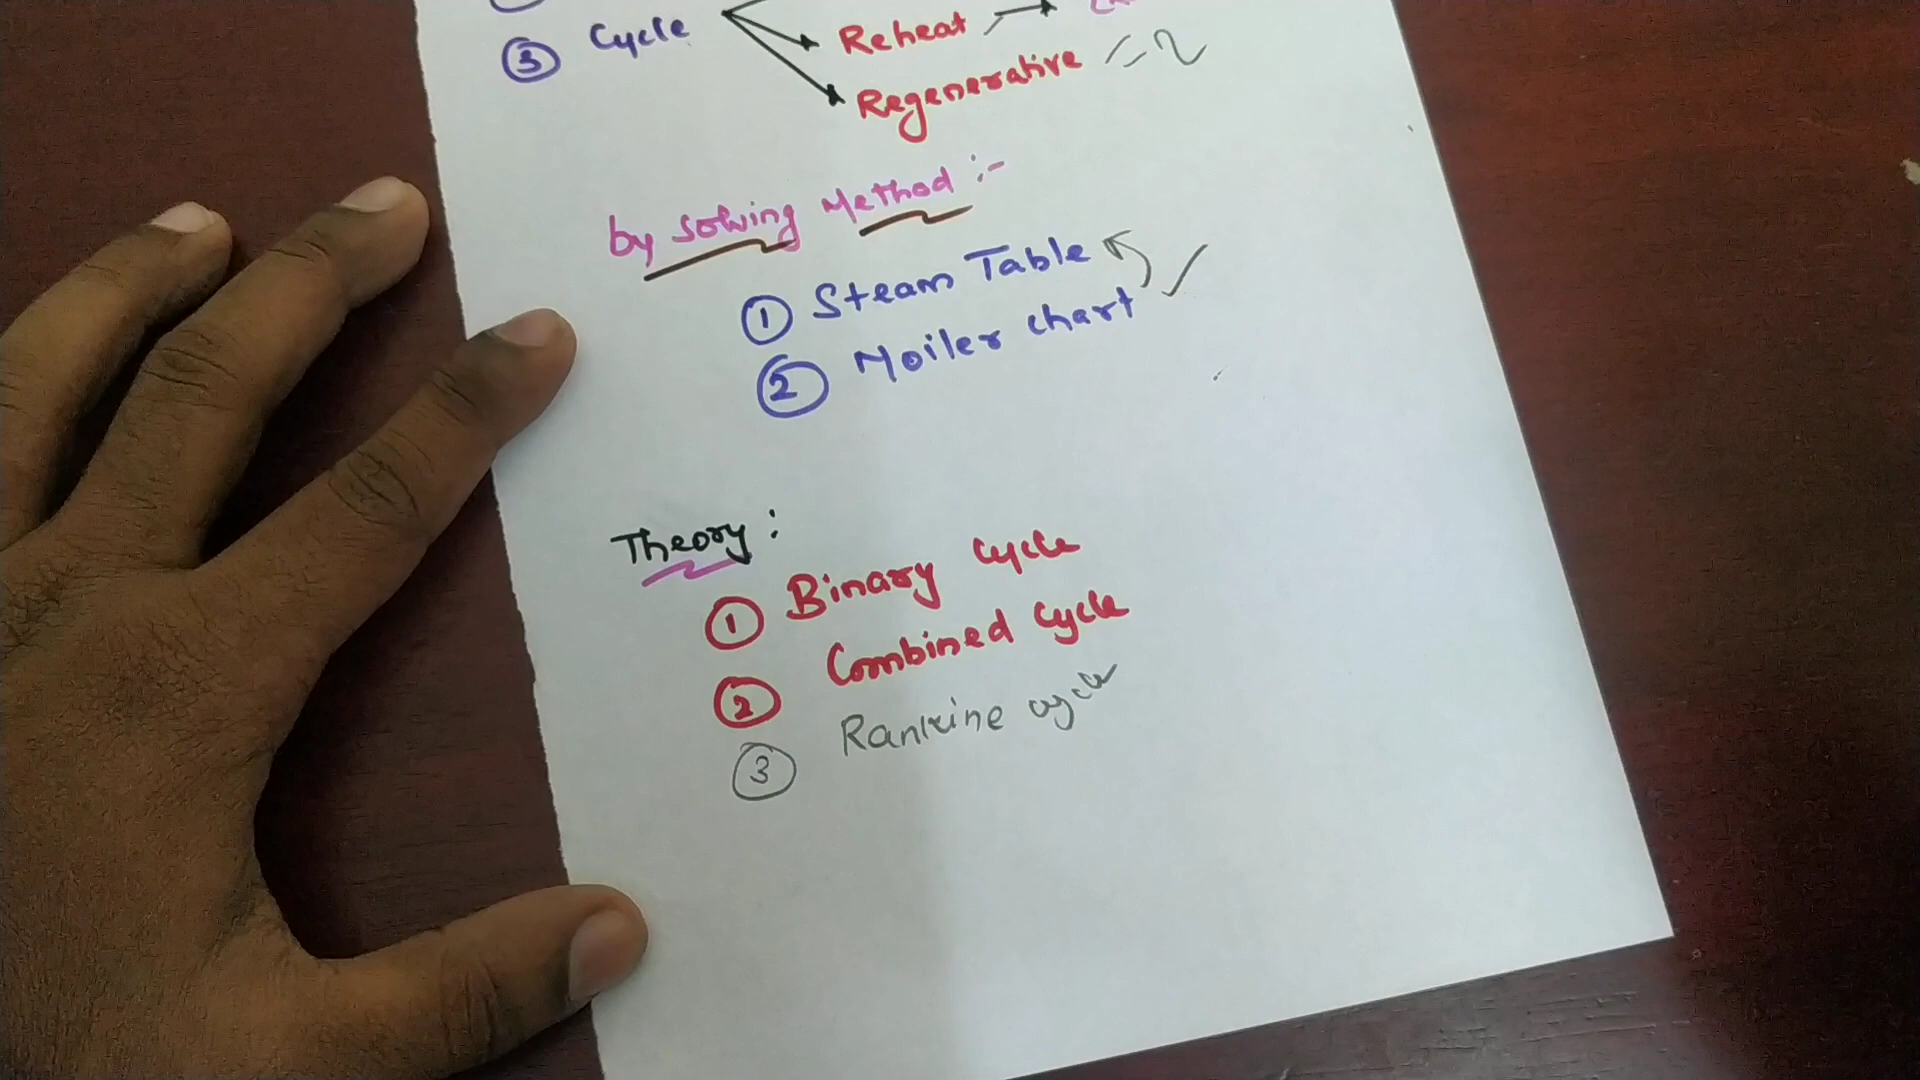 ③ Cycle
Reheat
Regenerative = 2
by solving Method :-
① Steam Table
② Moiler chart ✓
Theory :
① Binary cycle
② Combined cycle
③ Rankine cycle